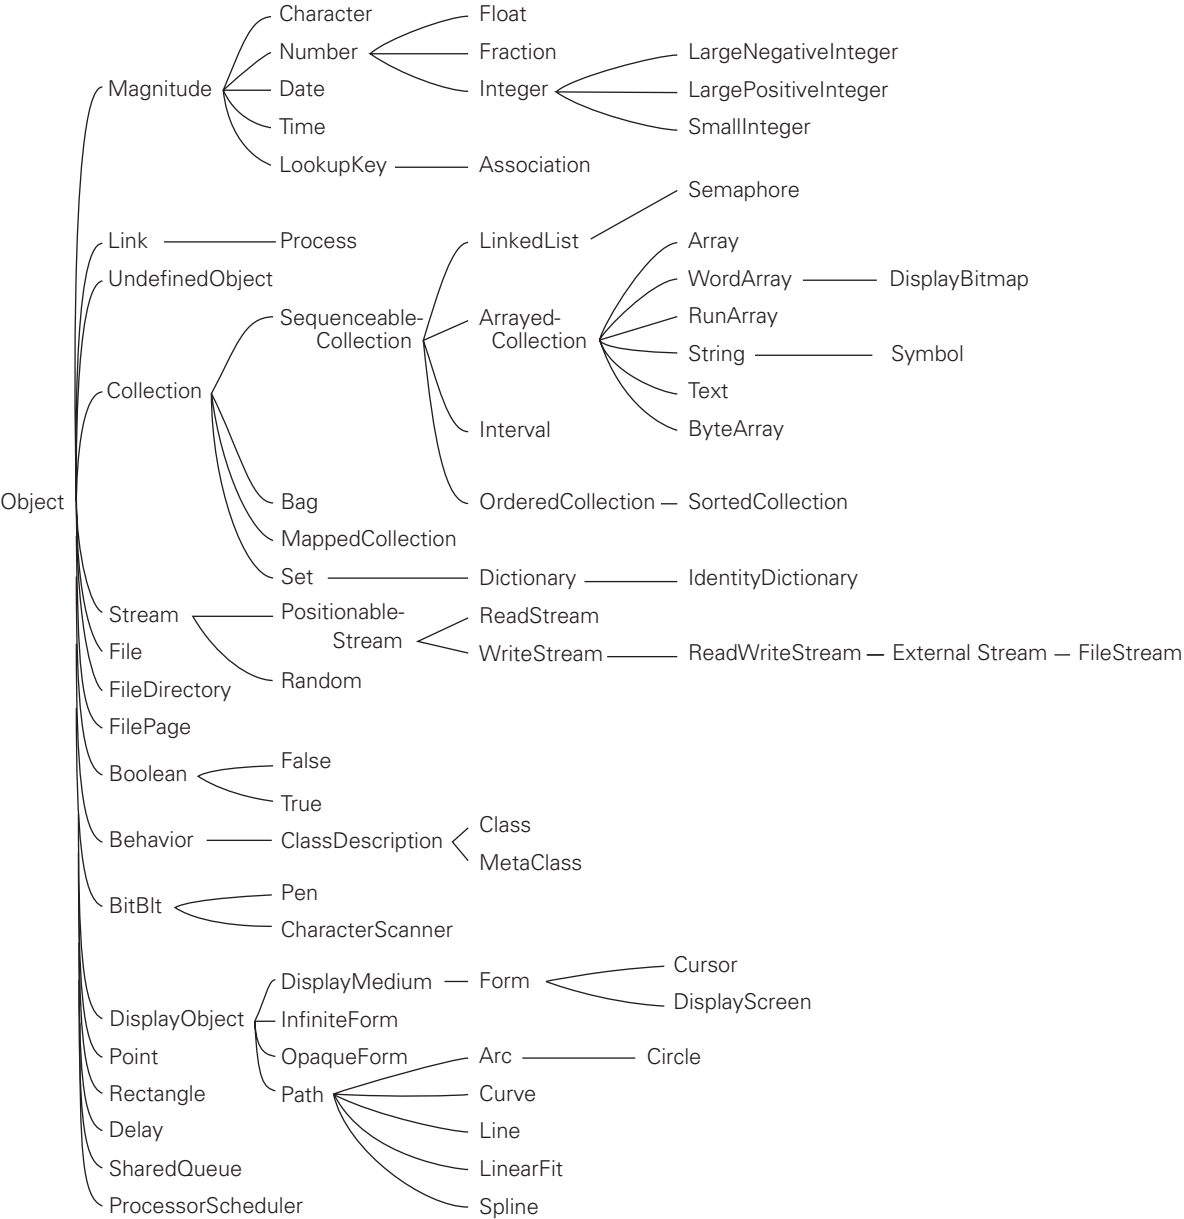 Character
Float
Number
Fraction
LargeNegativeInteger
Magnitude
Date
Integer
LargePositiveInteger
Time
SmallInteger
LookupKey
Association
Semaphore
Link
Process
LinkedList
Array
UndefinedObject
WordArray
DisplayBitmap
Sequenceable-
Collection
Arrayed-
Collection
RunArray
String
Symbol
Collection
Text
Interval
ByteArray
Object
Bag
OrderedCollection
SortedCollection
MappedCollection
Set
Dictionary
IdentityDictionary
Stream
Positionable-
Stream
ReadStream
File
WriteStream
ReadWriteStream
External Stream
FileStream
FileDirectory
Random
FilePage
Boolean
False
True
Behavior
ClassDescription
Class
MetaClass
BitBlt
Pen
CharacterScanner
DisplayMedium
Form
Cursor
DisplayScreen
DisplayObject
InfiniteForm
Point
OpaqueForm
Arc
Circle
Rectangle
Path
Curve
Delay
Line
SharedQueue
LinearFit
ProcessorScheduler
Spline